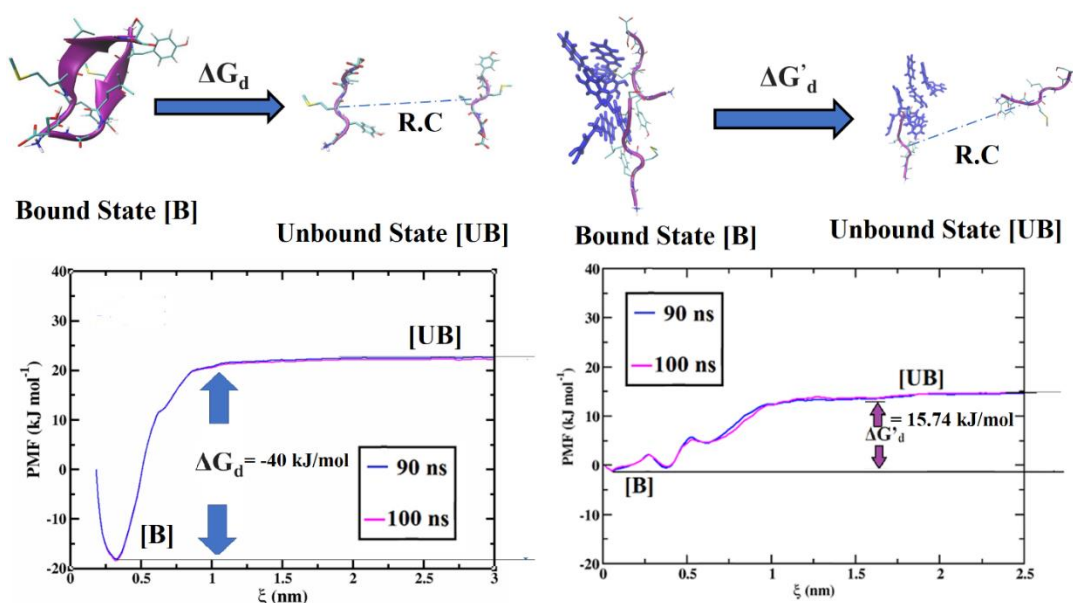 ΔG_d
R.C
Bound State [B]
Unbound State [UB]
ΔG'_d
R.C
Bound State [B]
Unbound State [UB]
40
30
20
10
0
-10
-20
PMF (kJ mol⁻¹)
[UB]
ΔG_d = -40 kJ/mol
90 ns
100 ns
[B]
0 0.5 1 1.5 2 2.5 3
ξ (nm)
40
30
20
10
0
-10
-20
PMF (kJ mol⁻¹)
90 ns
100 ns
[UB]
ΔG'_d = 15.74 kJ/mol
[B]
0 0.5 1 1.5 2 2.5
ξ (nm)